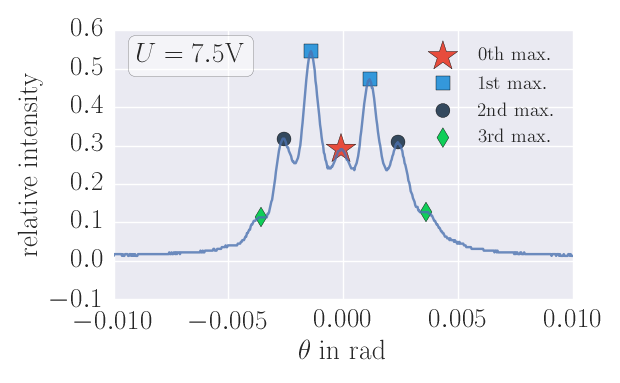 0.6
0.5
0.4
0.3
0.2
0.1
0.0
−0.1
relative intensity
U = 7.5V
0th max.
1st max.
2nd max.
3rd max.
−0.010 −0.005 0.000 0.005 0.010
θ in rad